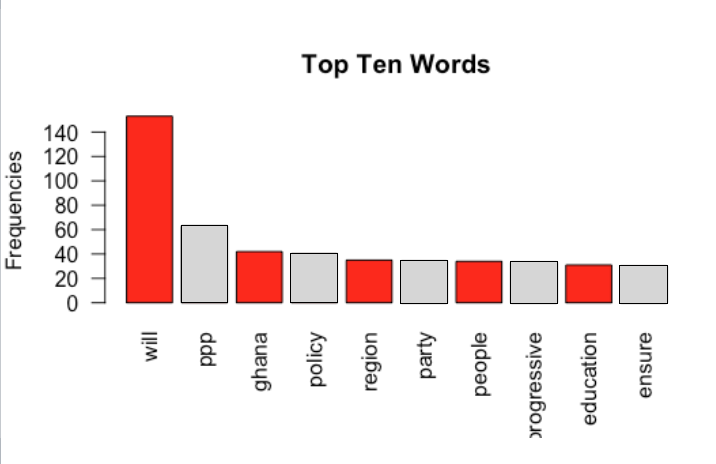 Top Ten Words
Frequencies
140
120
100
80
60
40
20
0
will
ppp
ghana
policy
region
party
people
progressive
education
ensure